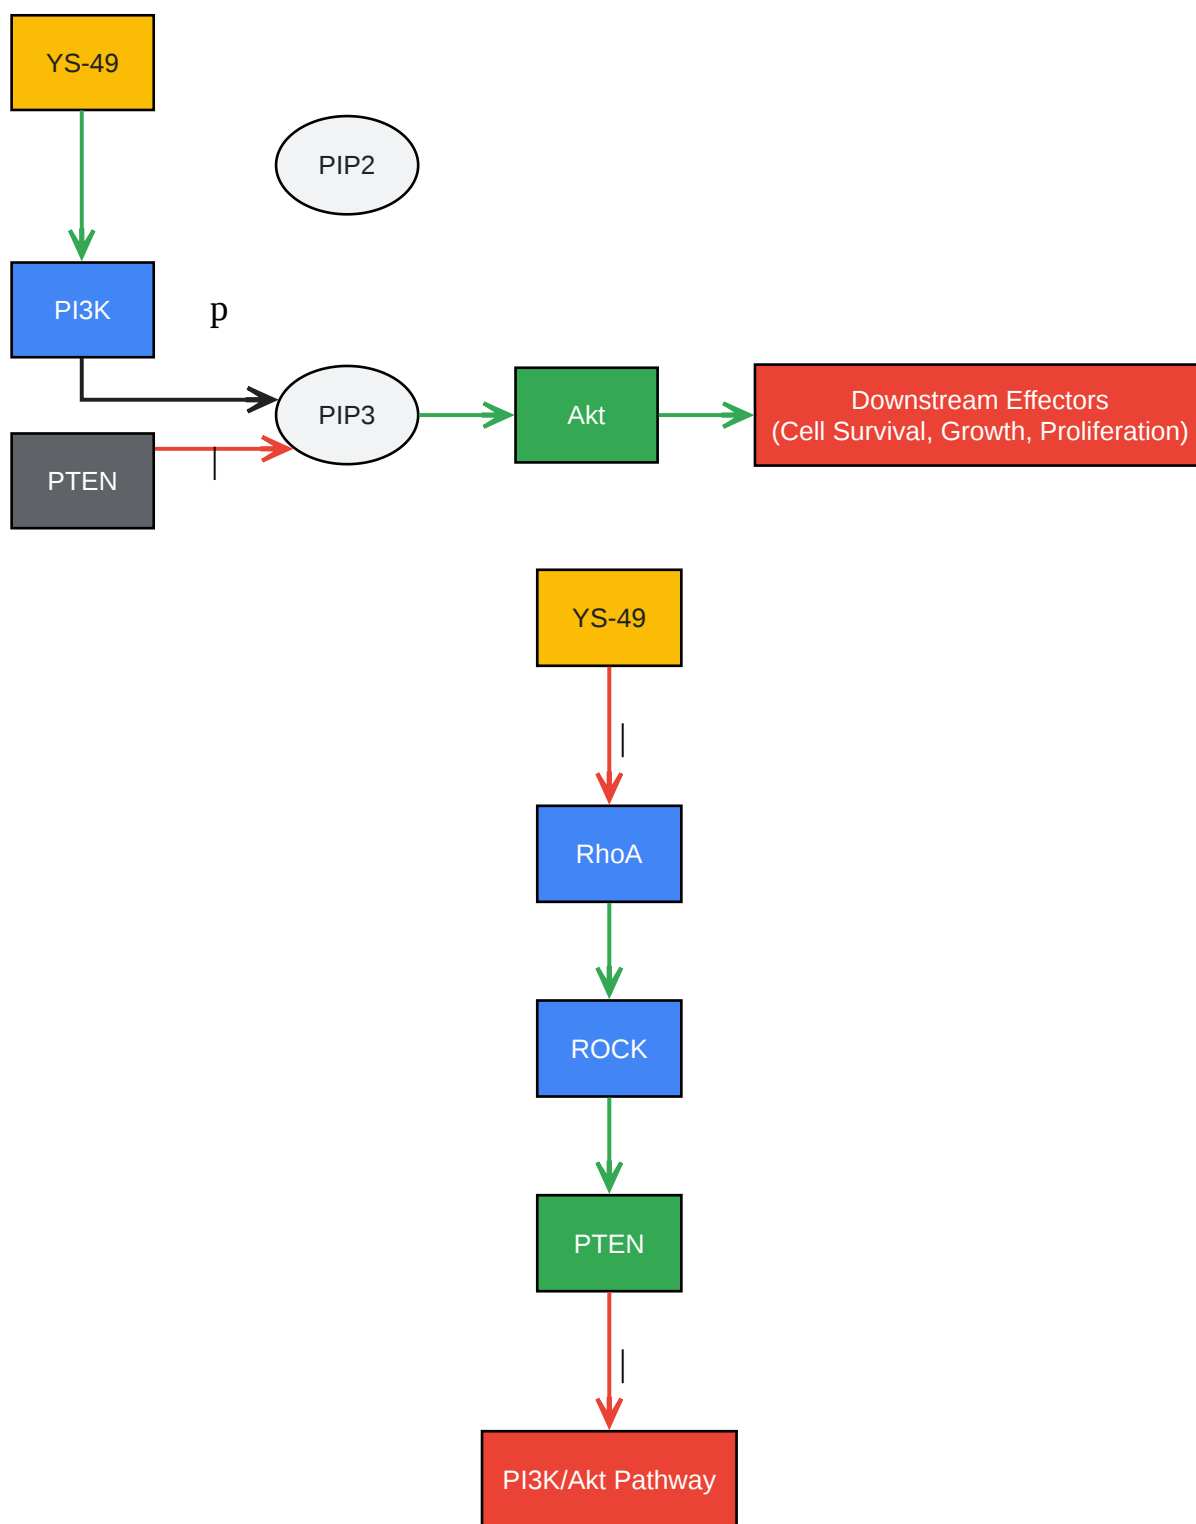 YS-49
PIP2
PI3K
p
PIP3
Akt
Downstream Effectors
(Cell Survival, Growth, Proliferation)
PTEN
|
YS-49
|
RhoA
ROCK
PTEN
|
PI3K/Akt Pathway